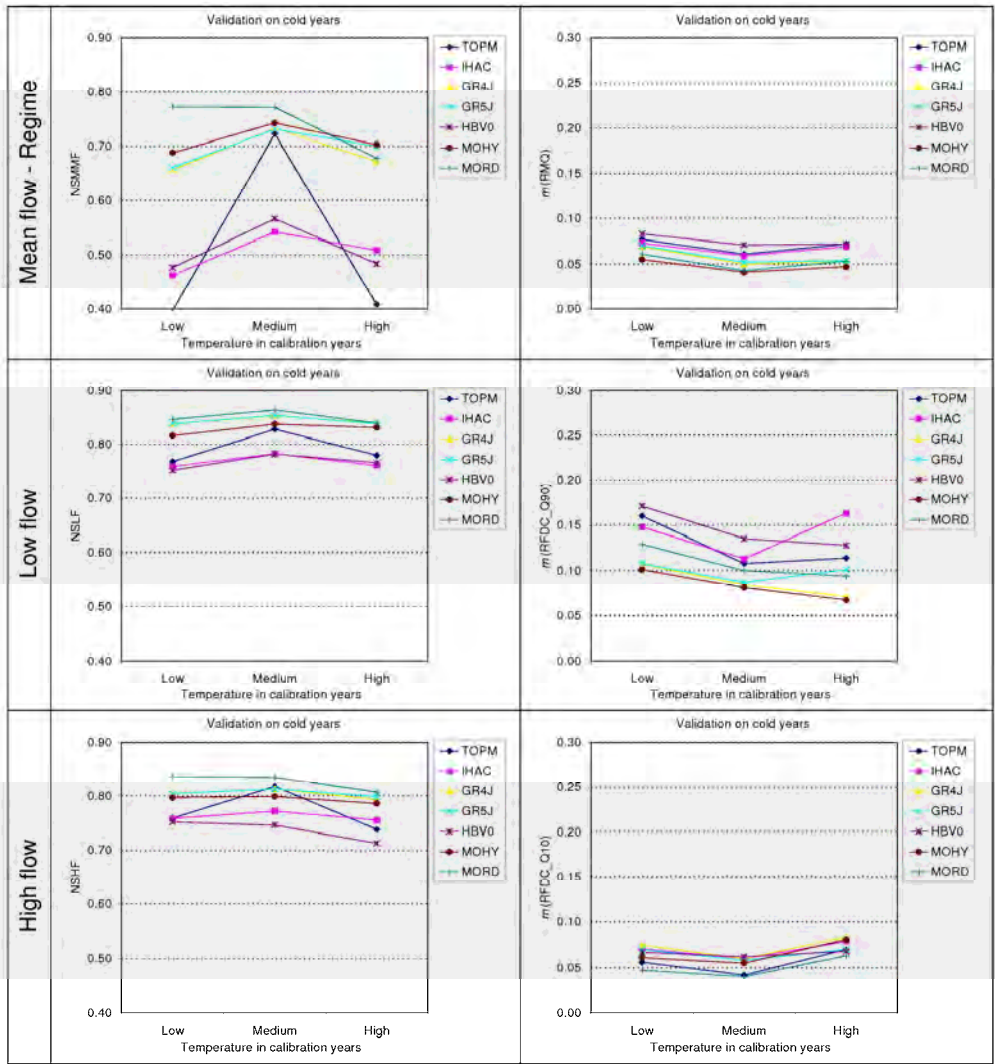 Mean flow - Regime
Validation on cold years
NSMMF
0.90
0.80
0.70
0.60
0.50
0.40
Low Medium High
Temperature in calibration years
TOPM
IHAC
GR4J
GR5J
HBV0
MOHY
MORD
Validation on cold years
m(RMQ)
0.30
0.25
0.20
0.15
0.10
0.05
0.00
Low Medium High
Temperature in calibration years
TOPM
IHAC
GR4J
GR5J
HBV0
MOHY
MORD
Low flow
Validation on cold years
NSLF
0.90
0.80
0.70
0.60
0.50
0.40
Low Medium High
Temperature in calibration years
TOPM
IHAC
GR4J
GR5J
HBV0
MOHY
MORD
Validation on cold years
m(RFDC_Q90)
0.30
0.25
0.20
0.15
0.10
0.05
0.00
Low Medium High
Temperature in calibration years
TOPM
IHAC
GR4J
GR5J
HBV0
MOHY
MORD
High flow
Validation on cold years
NSHF
0.90
0.80
0.70
0.60
0.50
0.40
Low Medium High
Temperature in calibration years
TOPM
IHAC
GR4J
GR5J
HBV0
MOHY
MORD
Validation on cold years
m(RFDC_Q10)
0.30
0.25
0.20
0.15
0.10
0.05
0.00
Low Medium High
Temperature in calibration years
TOPM
IHAC
GR4J
GR5J
HBV0
MOHY
MORD